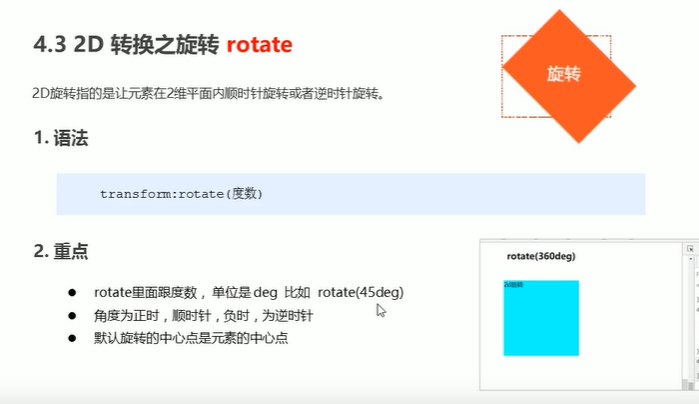 4.3 2D 转换之旋转 rotate
旋转
2D旋转指的是让元素在2维平面内顺时针旋转或者逆时针旋转。
1. 语法
transform:rotate(度数)
2. 重点
rotate里面跟度数，单位是 deg 比如 rotate(45deg)
角度为正时，顺时针，负时，为逆时针
默认旋转的中心点是元素的中心点
rotate(360deg)
2d旋转